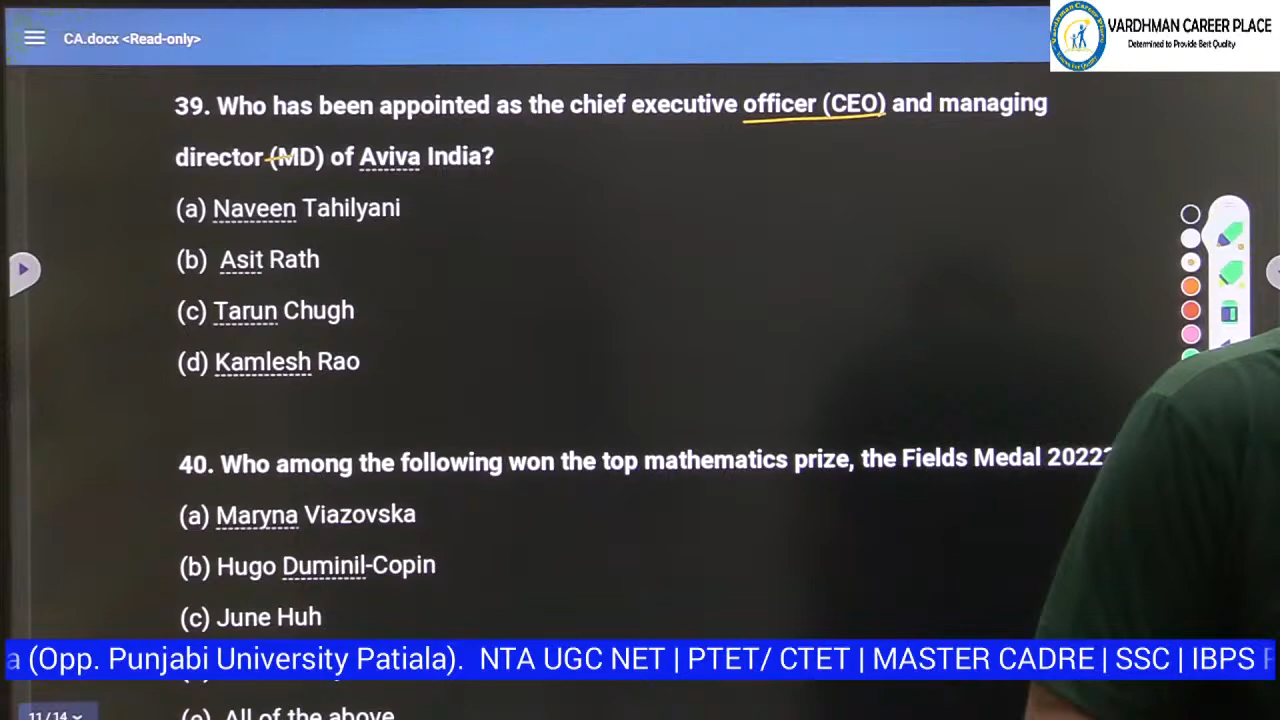 VARDHMAN CAREER PLACE
Determined to Provide Bert Quality
CA.docx <Read-only>
39. Who has been appointed as the chief executive officer (CEO) and managing
director (MD) of Aviva India?
(a) Naveen Tahilyani
(b) Asit Rath
(c) Tarun Chugh
(d) Kamlesh Rao
40. Who among the following won the top mathematics prize, the Fields Medal 2022?
(a) Maryna Viazovska
(b) Hugo Duminil-Copin
(c) June Huh
a (Opp. Punjabi University Patiala). NTA UGC NET | PTET/ CTET | MASTER CADRE | SSC | IBPS P
(e) All of the above
11/14